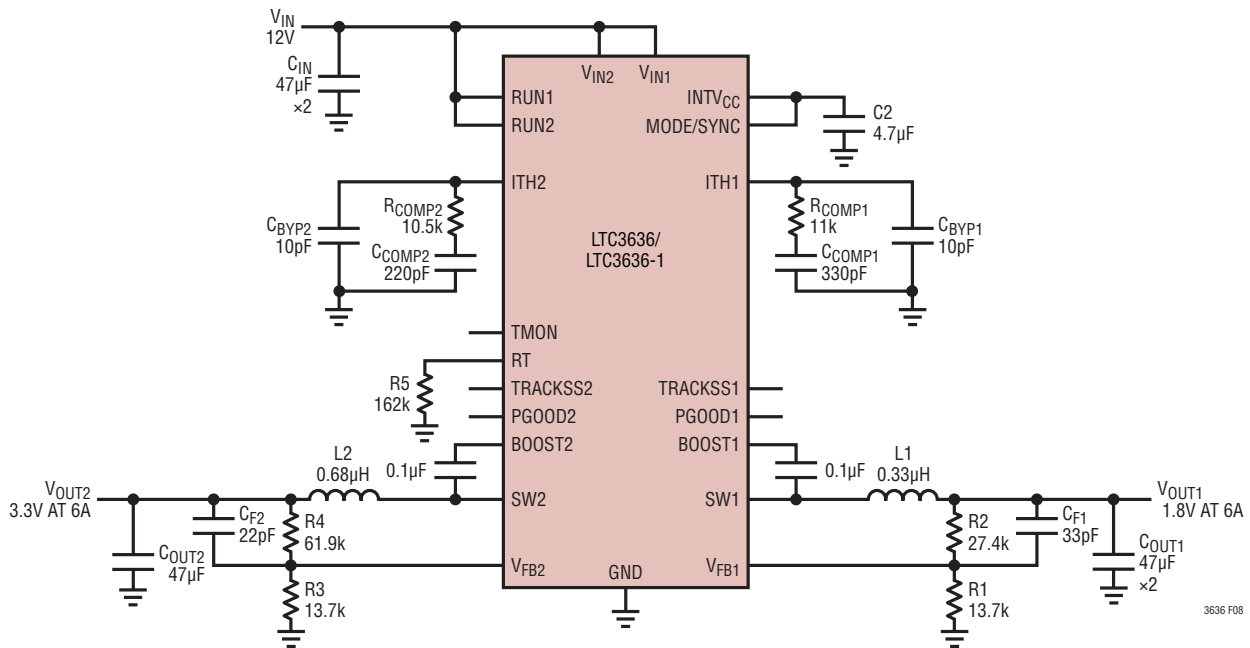 VIN
12V
CIN
47µF
×2
VIN2
VIN1
RUN1
RUN2
INTVCC
MODE/SYNC
C2
4.7µF
ITH2
ITH1
CBYP2
10pF
RCOMP2
10.5k
CCOMP2
220pF
LTC3636/
LTC3636-1
RCOMP1
11k
CCOMP1
330pF
CBYP1
10pF
TMON
RT
R5
162k
TRACKSS2
PGOOD2
BOOST2
TRACKSS1
PGOOD1
BOOST1
L2
0.68µH
0.1µF
SW2
SW1
0.1µF
L1
0.33µH
VOUT2
3.3V AT 6A
VOUT1
1.8V AT 6A
COUT2
47µF
CF2
22pF
R4
61.9k
R3
13.7k
VFB2
GND
VFB1
R2
27.4k
R1
13.7k
CF1
33pF
COUT1
47µF
×2
3636 F08